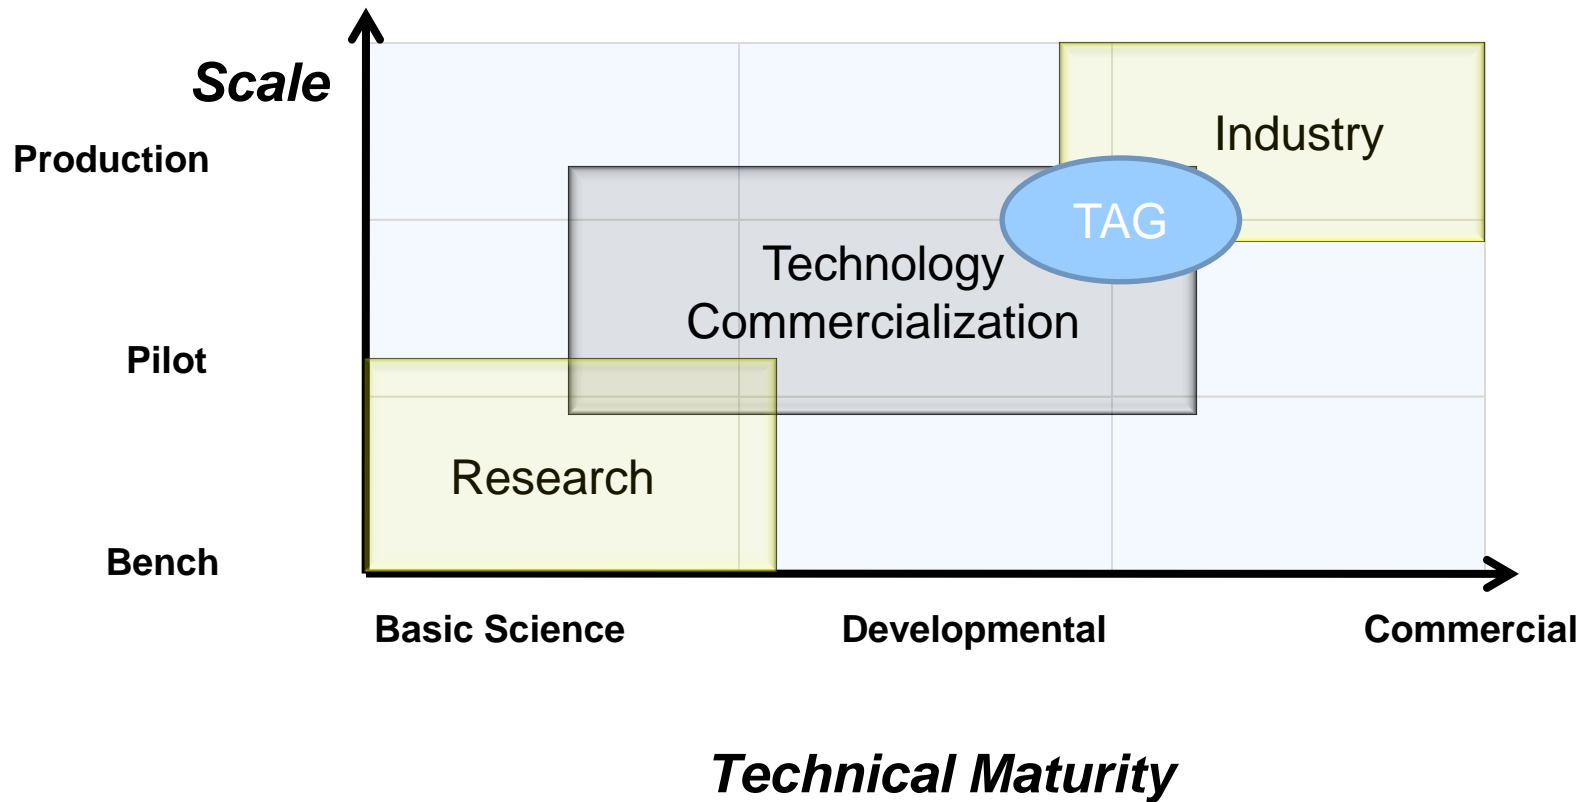 Scale
Production
Industry
TAG
Technology
Commercialization
Pilot
Research
Bench
Basic Science
Developmental
Commercial
Technical Maturity